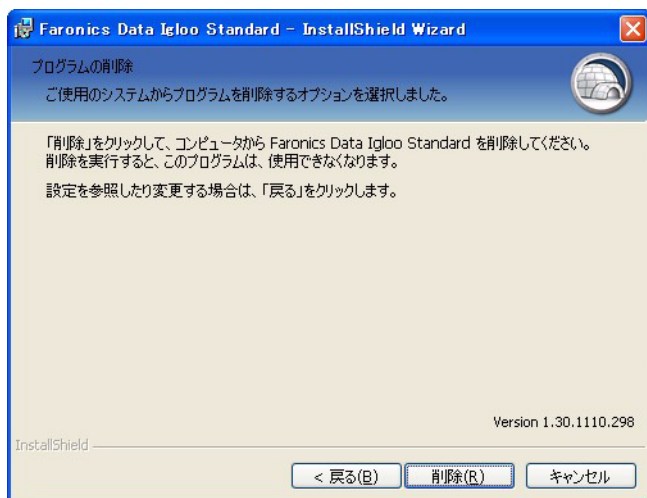 Faronics Data Igloo Standard - InstallShield Wizard
プログラムの削除
ご使用のシステムからプログラムを削除するオプションを選択しました。
「削除」をクリックして、コンピュータから Faronics Data Igloo Standard を削除してください。
削除を実行すると、このプログラムは、使用できなくなります。
設定を参照したり変更する場合は、「戻る」をクリックします。
Version 1.30.1110.298
InstallShield
< 戻る(B) 削除(R) キャンセル